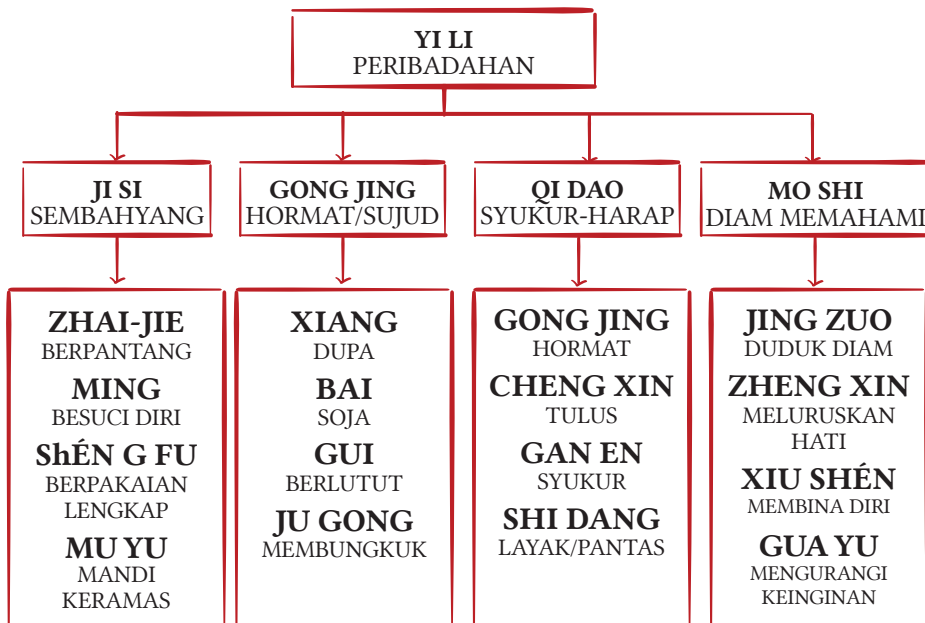 YI LI
PERIBADAHAN
JI SI
SEMBAHYANG
GONG JING
HORMAT/SUJUD
QI DAO
SYUKUR-HARAP
MO SHI
DIAM MEMAHAMI
ZHAI-JIE
BERPANTANG
MING
BESUCI DIRI
ShÉN G FU
BERPAKAIAN
LENGKAP
MU YU
MANDI
KERAMAS
XIANG
DUPA
BAI
SOJA
GUI
BERLUTUT
JU GONG
MEMBUNGKUK
GONG JING
HORMAT
CHENG XIN
TULUS
GAN EN
SYUKUR
SHI DANG
LAYAK/PANTAS
JING ZUO
DUDUK DIAM
ZHENG XIN
MELURUSKAN
HATI
XIU SHÉN
MEMBINA DIRI
GUA YU
MENGURANGI
KEINGINAN